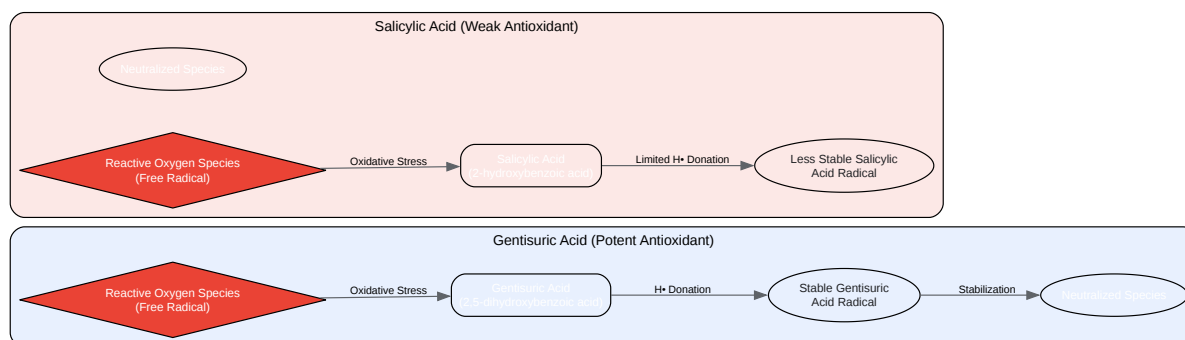 Salicylic Acid (Weak Antioxidant)
Neutralized Species
Reactive Oxygen Species
(Free Radical)
Oxidative Stress
Salicylic Acid
(2-hydroxybenzoic acid)
Limited H• Donation
Less Stable Salicylic
Acid Radical
Gentisuric Acid (Potent Antioxidant)
Reactive Oxygen Species
(Free Radical)
Oxidative Stress
Gentisuric Acid
(2,5-dihydroxybenzoic acid)
H• Donation
Stable Gentisuric
Acid Radical
Stabilization
Neutralized Species